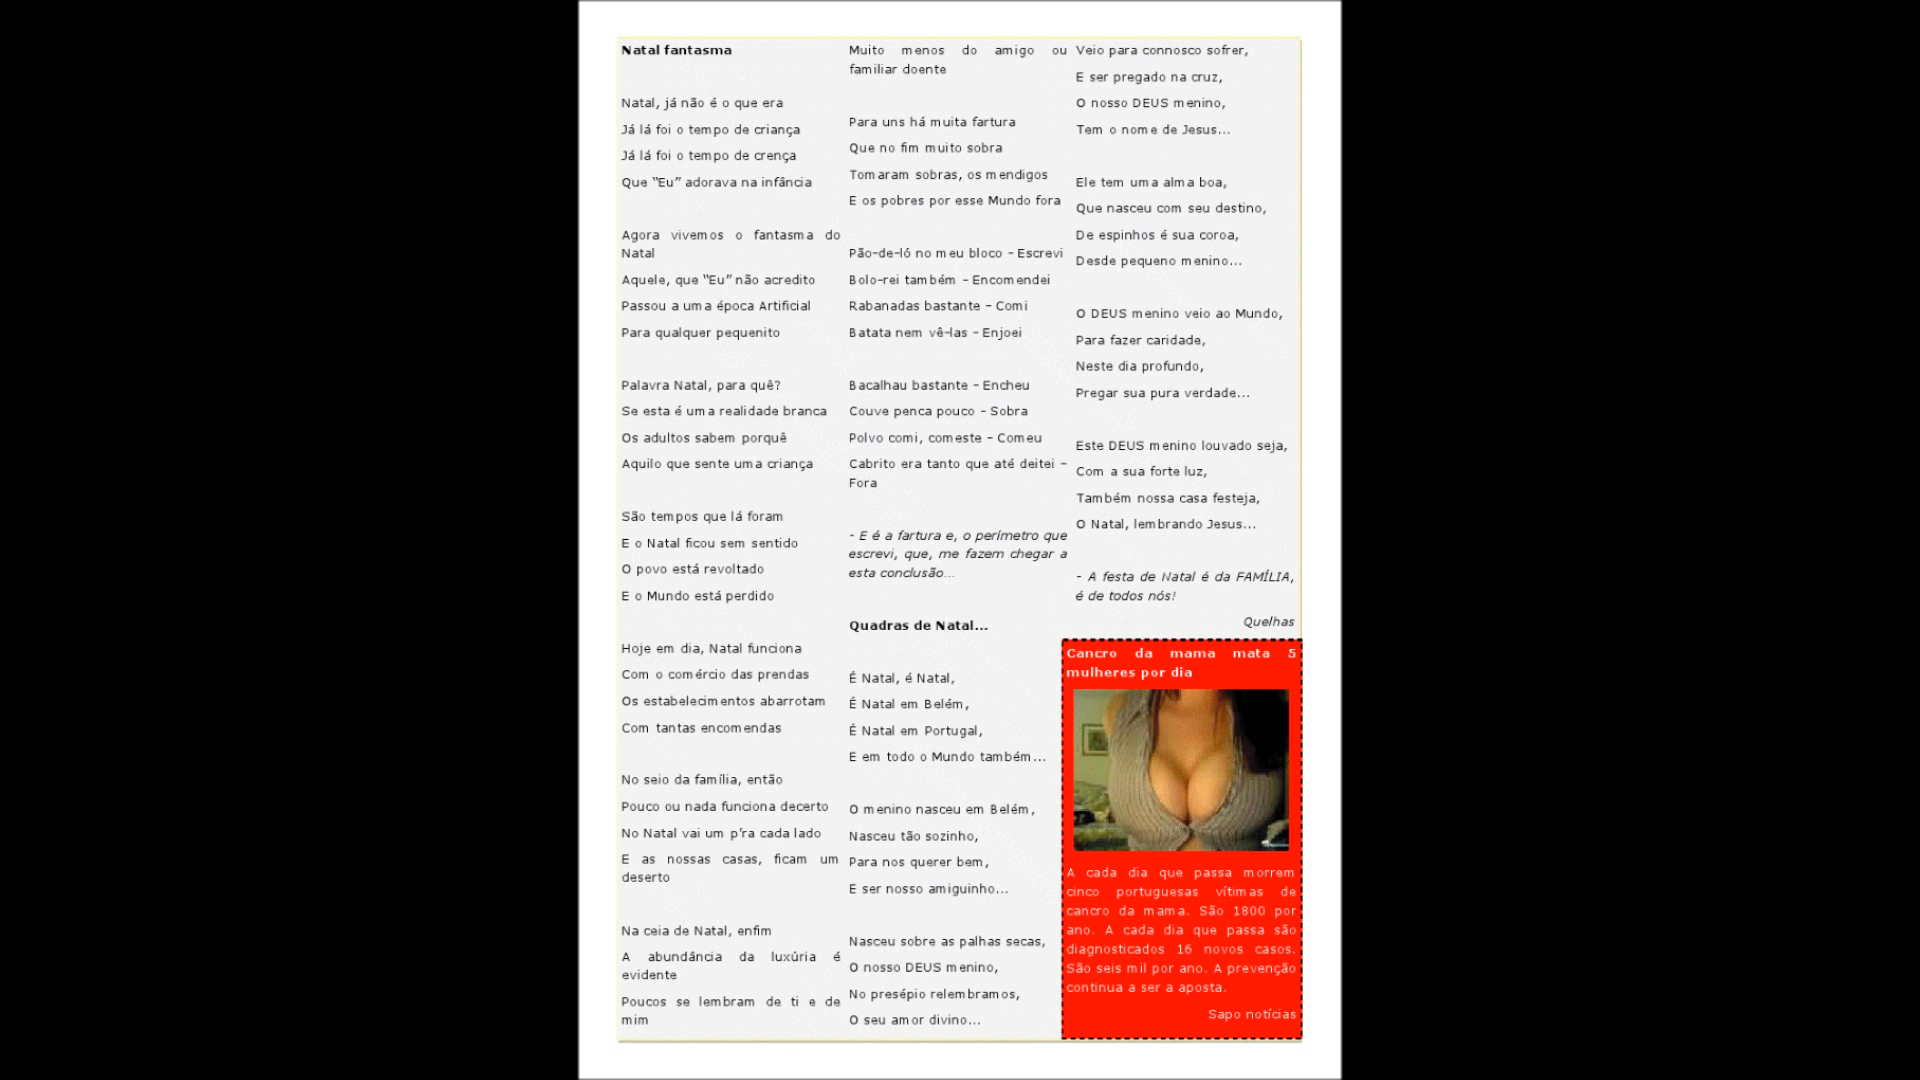 Natal fantasma
Natal, já não é o que era
Já lá foi o tempo de criança
Já lá foi o tempo de crença
Que “Eu” adorava na infância
Agora vivemos o fantasma do
Natal
Aquele, que “Eu” não acredito
Passou a uma época Artificial
Para qualquer pequenito
Palavra Natal, para quê?
Se esta é uma realidade branca
Os adultos sabem porquê
Aquilo que sente uma criança
São tempos que lá foram
E o Natal ficou sem sentido
O povo está revoltado
E o Mundo está perdido
Hoje em dia, Natal funciona
Com o comércio das prendas
Os estabelecimentos abarrotam
Com tantas encomendas
No seio da família, então
Pouco ou nada funciona decerto
No Natal vai um p’ra cada lado
E as nossas casas, ficam um
deserto
Na ceia de Natal, enfim
A abundância da luxúria é
evidente
Poucos se lembram de ti e de
mim
Muito menos do amigo ou
familiar doente
Para uns há muita fartura
Que no fim muito sobra
Tomaram sobras, os mendigos
E os pobres por esse Mundo fora
Pão-de-ló no meu bloco – Escrevi
Bolo-rei também – Encomendei
Rabanadas bastante – Comi
Batata nem vê-las – Enjoei
Bacalhau bastante – Encheu
Couve penca pouco – Sobra
Polvo comi, comeste – Comeu
Cabrito era tanto que até deitei –
Fora
- E é a fartura e, o perímetro que
escrevi, que, me fazem chegar a
esta conclusão...
Quadras de Natal...
É Natal, é Natal,
É Natal em Belém,
É Natal em Portugal,
E em todo o Mundo também...
O menino nasceu em Belém,
Nasceu tão sozinho,
Para nos querer bem,
E ser nosso amiguinho...
Nasceu sobre as palhas secas,
O nosso DEUS menino,
No presépio relembramos,
O seu amor divino...
Veio para connosco sofrer,
E ser pregado na cruz,
O nosso DEUS menino,
Tem o nome de Jesus...
Ele tem uma alma boa,
Que nasceu com seu destino,
De espinhos é sua coroa,
Desde pequeno menino...
O DEUS menino veio ao Mundo,
Para fazer caridade,
Neste dia profundo,
Pregar sua pura verdade...
Este DEUS menino louvado seja,
Com a sua forte luz,
Também nossa casa festeja,
O Natal, lembrando Jesus...
- A festa de Natal é da FAMÍLIA,
é de todos nós!
Quelhas
Cancro da mama mata 5
mulheres por dia
A cada dia que passa morrem
cinco portuguesas vítimas de
cancro da mama. São 1800 por
ano. A cada dia que passa são
diagnosticados 16 novos casos.
São seis mil por ano. A prevenção
continua a ser a aposta.
Sapo notícias